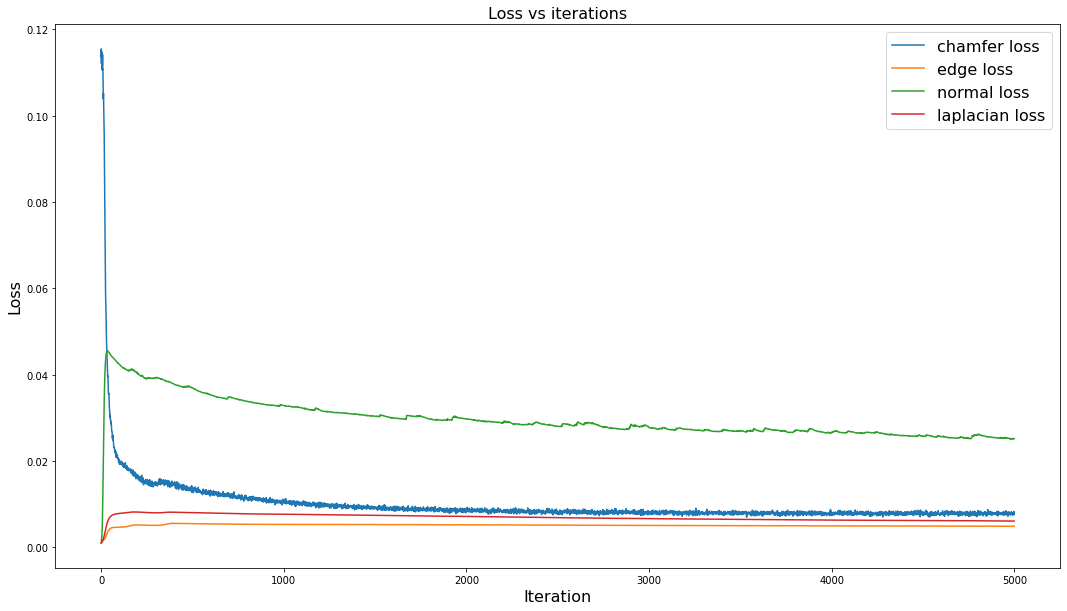 Loss vs iterations
0.12
0.10
0.08
0.06
0.04
0.02
0.00
Loss
chamfer loss
edge loss
normal loss
laplacian loss
0
1000
2000
3000
4000
5000
Iteration